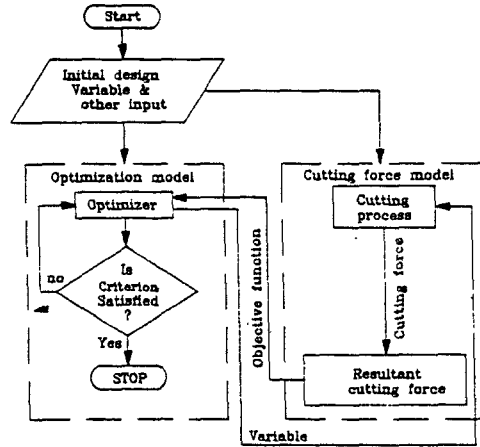 Start
Initial design
Variable &
other input
Optimization model
Optimizer
no
Is
Criterion
Satisfied
?
Yes
STOP
Objective function
Cutting force model
Cutting
process
Cutting force
Resultant
cutting force
Variable